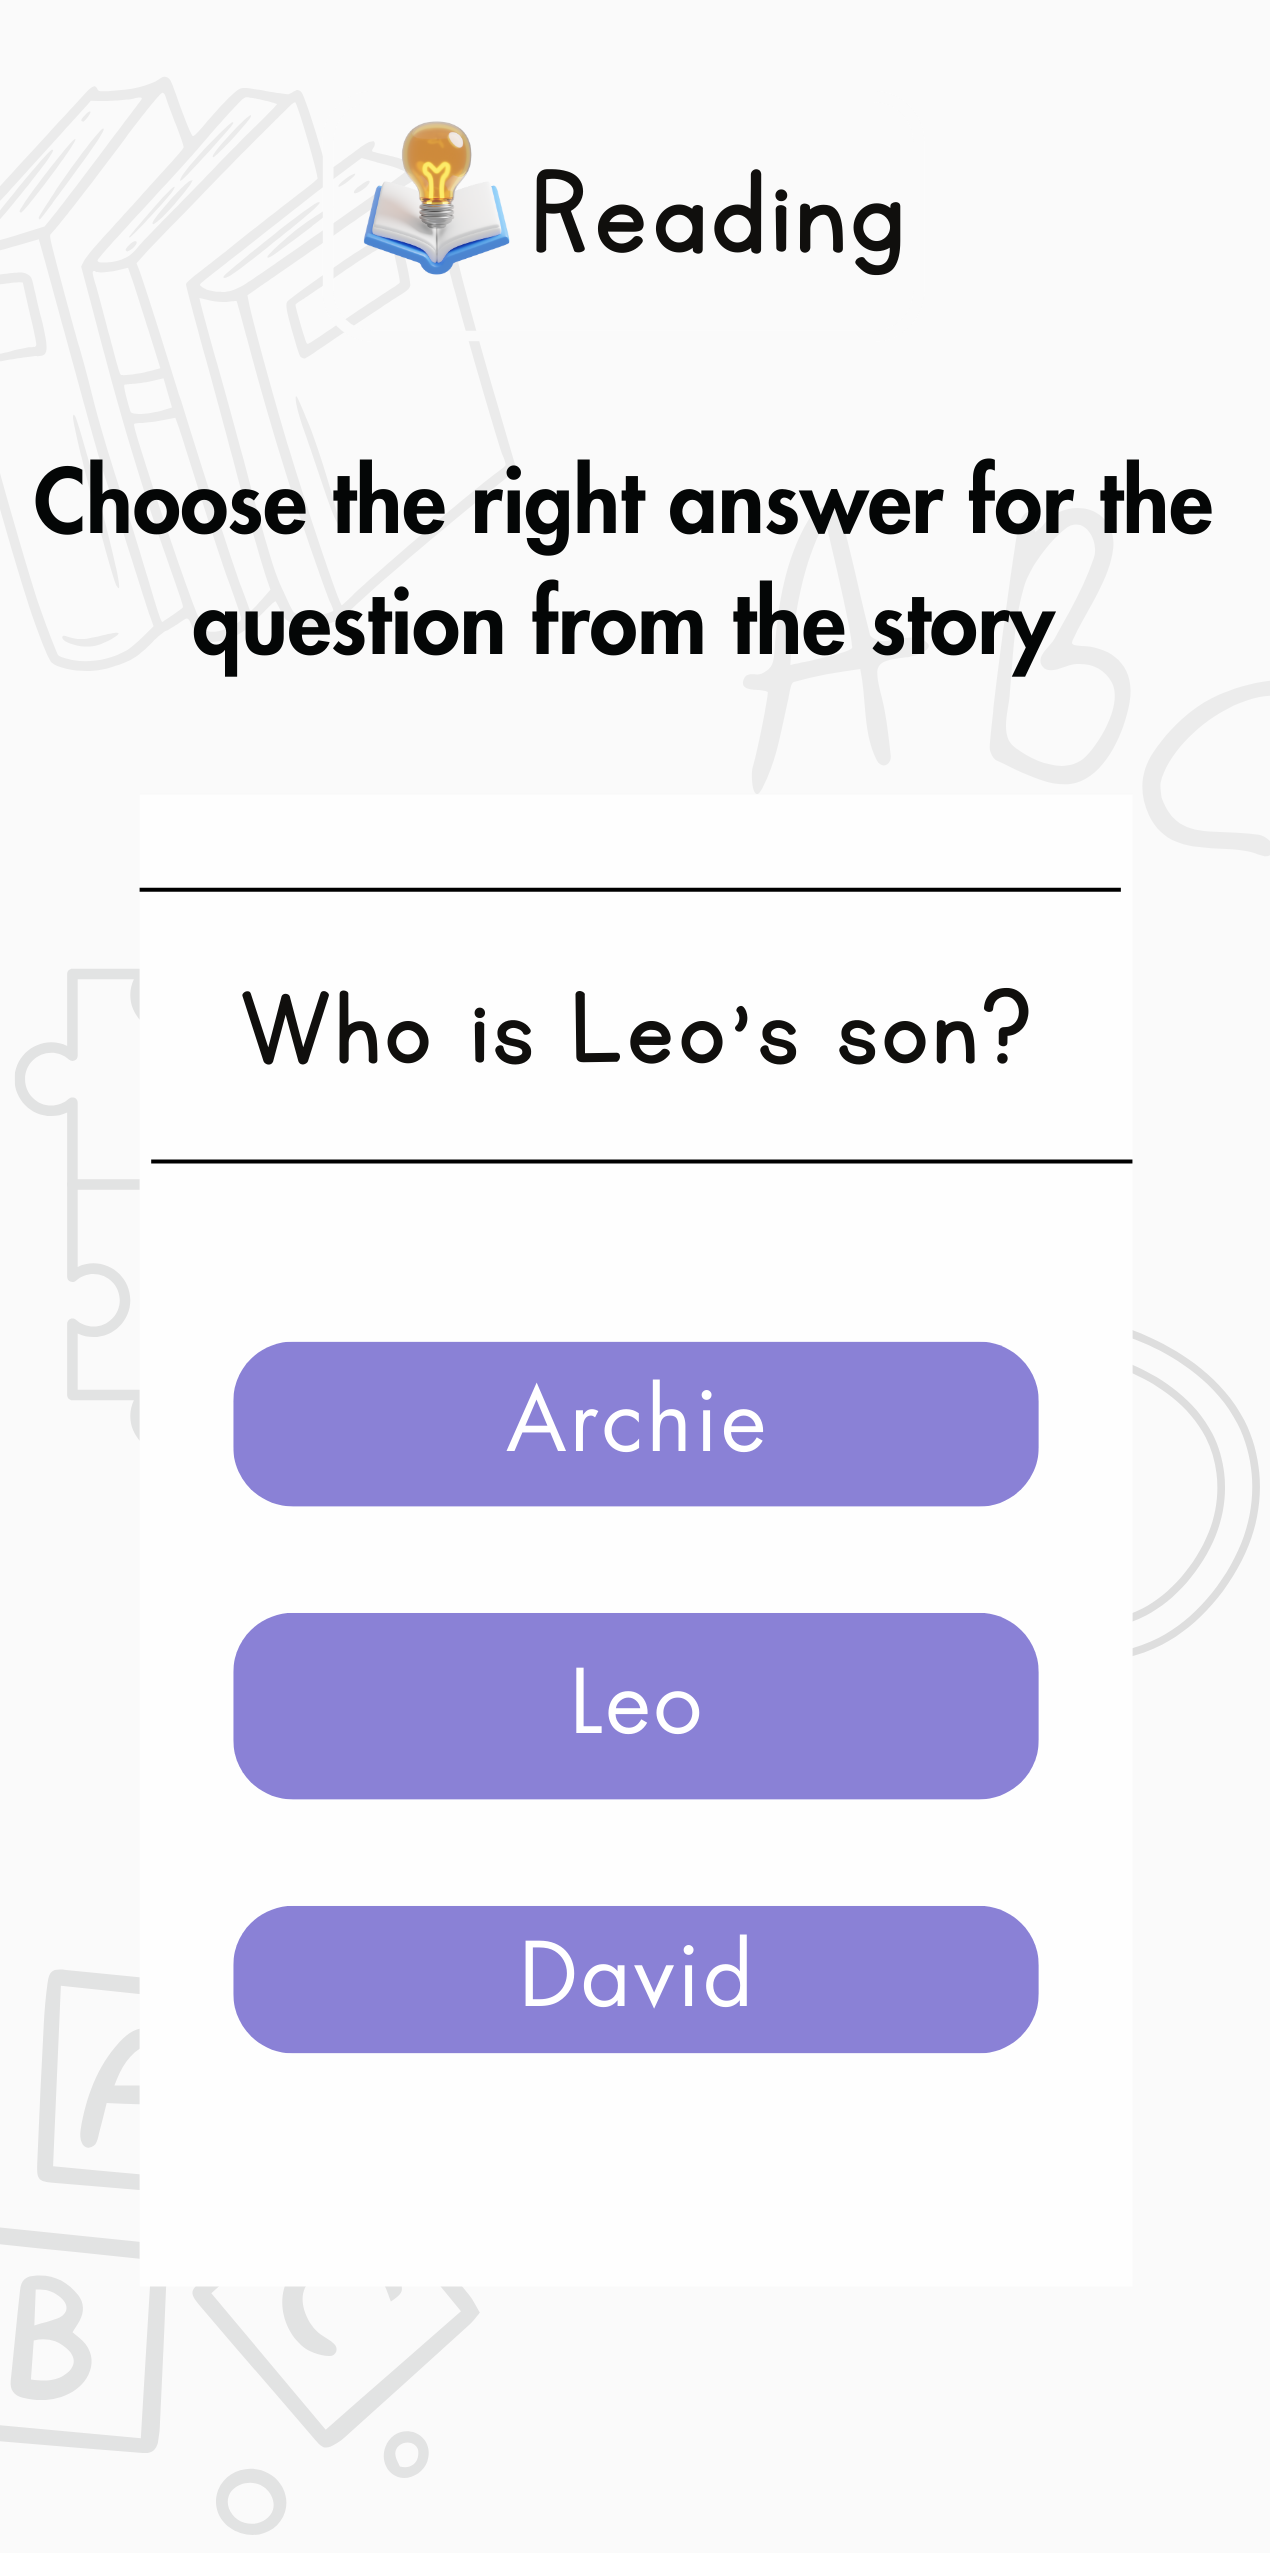 Reading
Choose the right answer for the
question from the story
A B
Who is Leo's son?
Archie
Leo
David
A
B
C